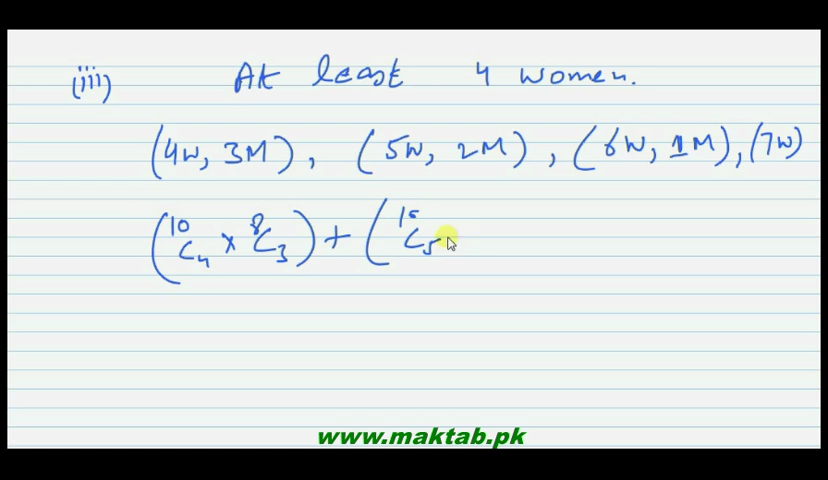 (iii) At least 4 women.
(4W, 3M), (5W, 2M), (6W, 1M), (7W)
(¹⁰C₄ × ⁸C₃) + (¹⁰C₅
www.maktab.pk